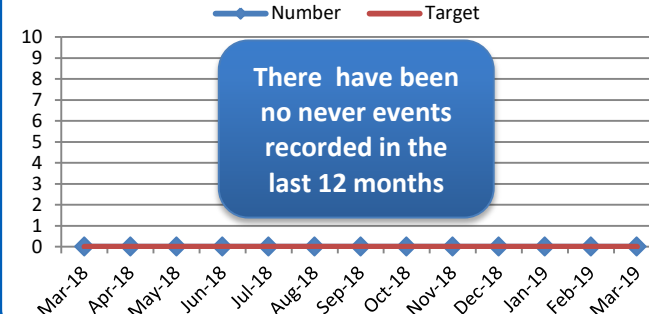 Number Target
10
9
8
7
6
5
4
3
2
1
0
There have been
no never events
recorded in the
last 12 months
Mar-18 Apr-18 May-18 Jun-18 Jul-18 Aug-18 Sep-18 Oct-18 Nov-18 Dec-18 Jan-19 Feb-19 Mar-19